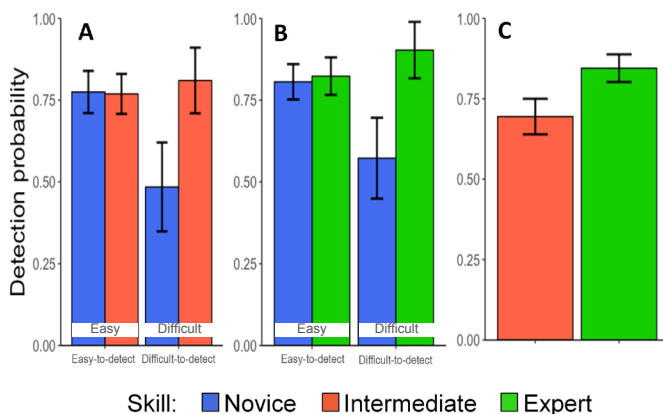 A
B
C
Detection probability
1.00
0.75
0.50
0.25
0.00
Easy
Difficult
Easy-to-detect
Difficult-to-detect
1.00
0.75
0.50
0.25
0.00
Easy
Difficult
Easy-to-detect
Difficult-to-detect
1.00
0.75
0.50
0.25
0.00
Skill: Novice Intermediate Expert